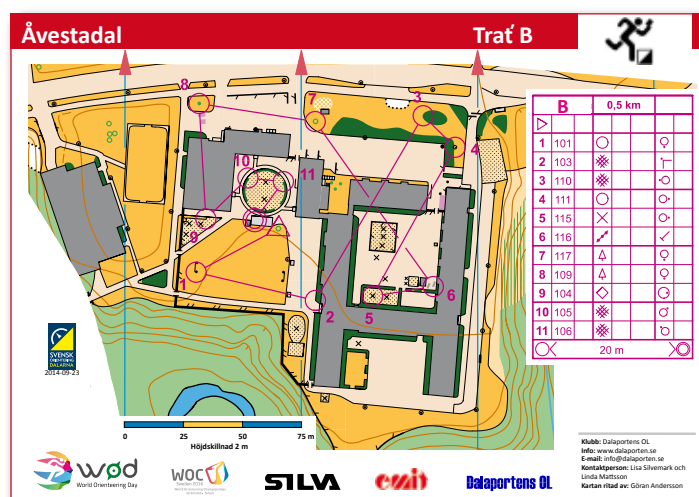 Åvestadal
Trať B
8
7
3
4
10
11
9
1
2
5
6
B 0,5 km
1 101
2 103
3 110
4 111
5 115
6 116
7 117
8 109
9 104
10 105
11 106
20 m
SVENSK
ORIENTERING
DALARNA
2014-09-23
0 25 50 75 m
Höjdskillnad 2 m
wod
World Orienteering Day
WOC
SILVA
emit
Dalaportens OL
Klubb: Dalaportens OL
Info: www.dalaporten.se
E-mail: info@dalaporten.se
Kontaktperson: Lisa Silvemark och
Linda Mattsson
Kartan ritad av: Göran Andersson